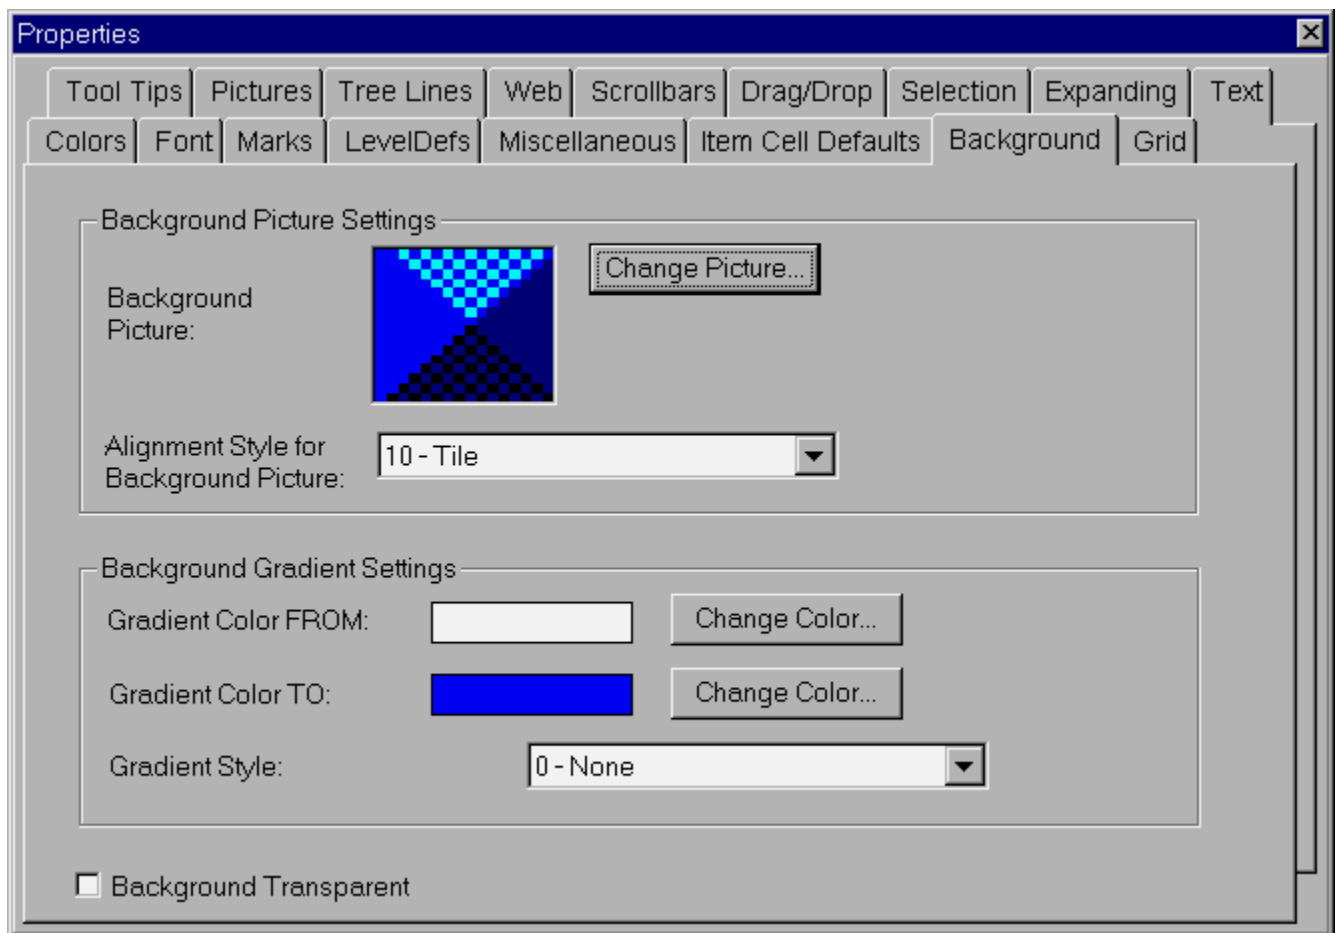 Properties
Tool Tips Pictures Tree Lines Web Scrollbars Drag/Drop Selection Expanding Text
Colors Font Marks LevelDefs Miscellaneous Item Cell Defaults Background Grid
Background Picture Settings
Change Picture...
Background
Picture:
Alignment Style for
Background Picture:
10 - Tile
Background Gradient Settings
Gradient Color FROM: Change Color...
Gradient Color TO: Change Color...
Gradient Style: 0 - None
Background Transparent